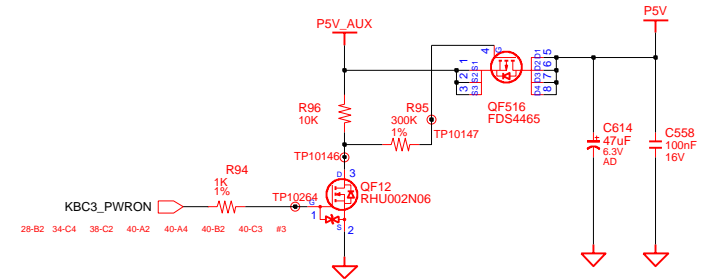 P5V_AUX
P5V
4 G
1 S1 D1 5
2 S2 D2 6
3 S3 D3 7
D4 8
QF516
FDS4465
R96
10K
R95
300K
1%
TP10147
C614
47uF
6.3V
AD
C558
100nF
16V
TP10146
D 3
QF12
RHU002N06
R94
1K
1%
TP10264
G
1
S
2
KBC3_PWRON
28-B2 34-C4 38-C2 40-A2 40-A4 40-B2 40-C3 #3